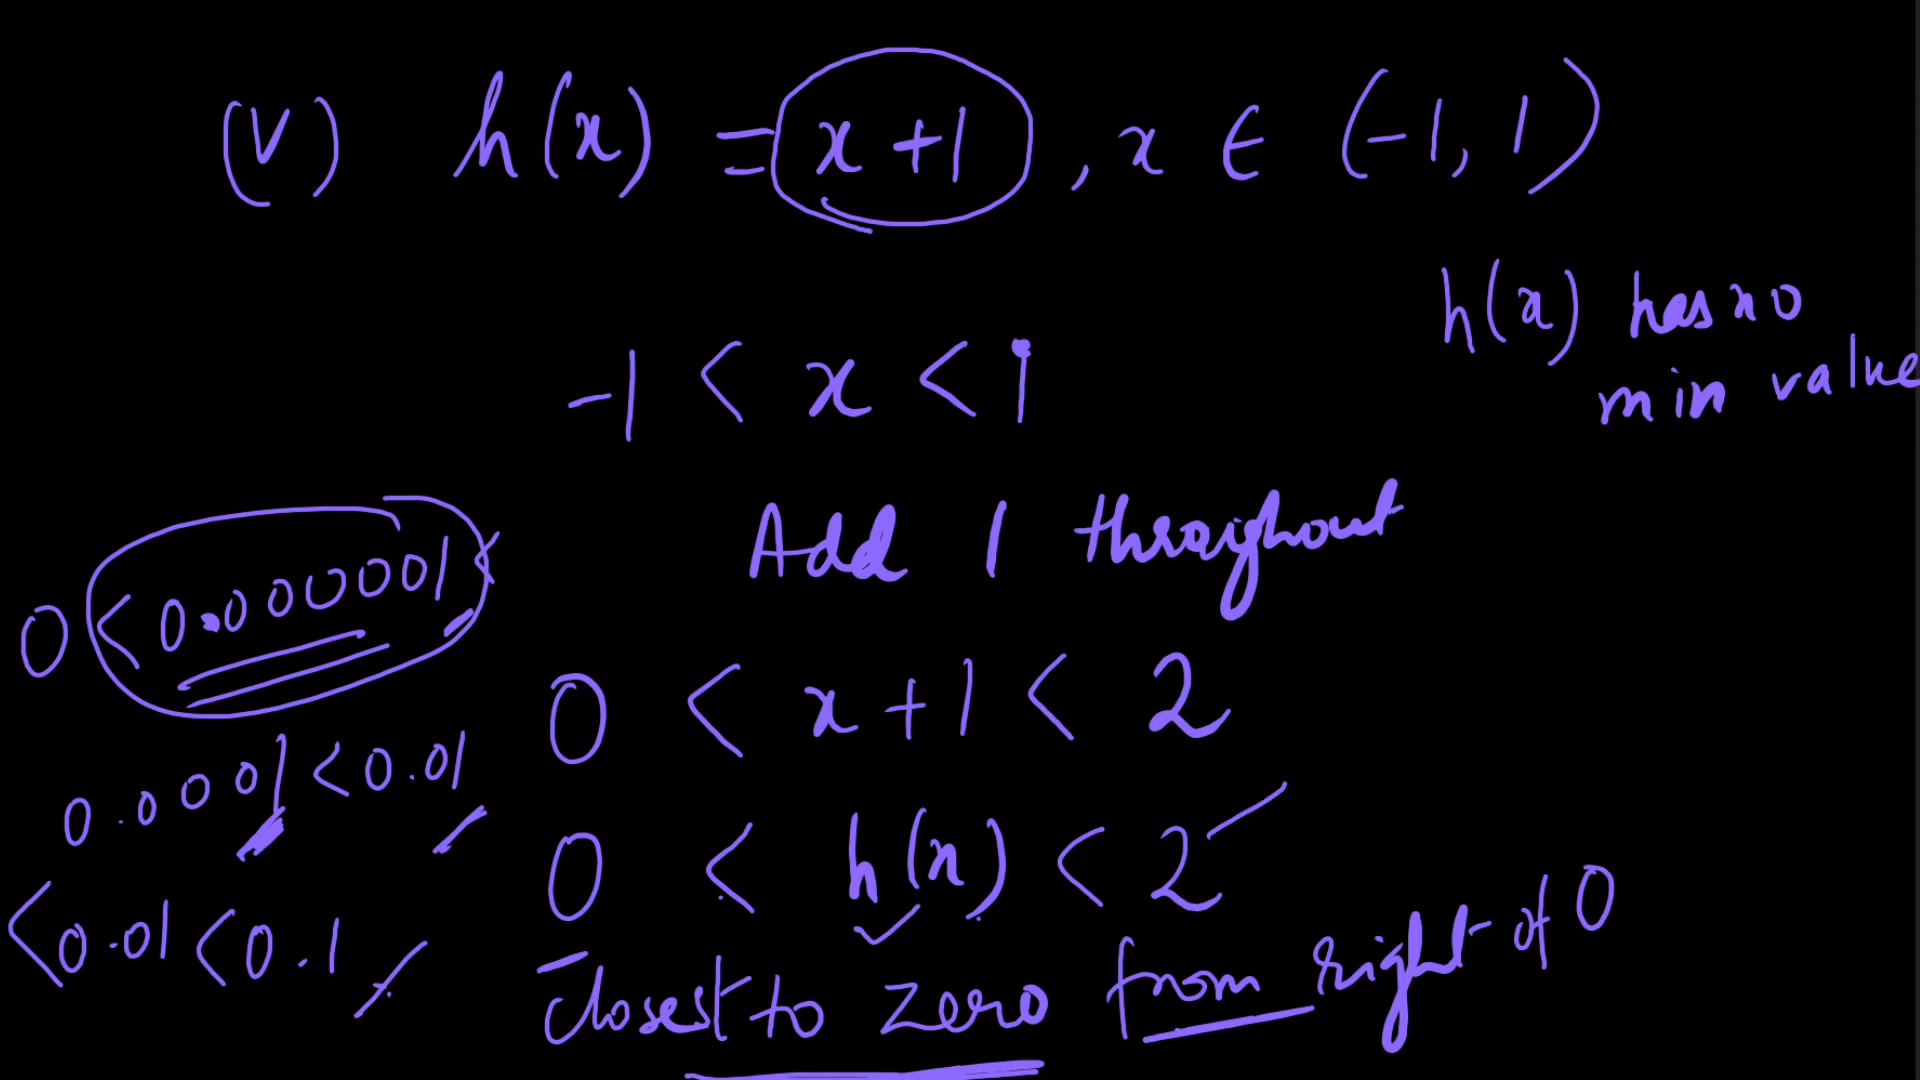 (V) h(x) = x+1, x ∈ (-1, 1)
h(x) has no
min value
-1 < x < 1
Add 1 throughout
0 < 0.000001 <
0 < x+1 < 2
0.0001 < 0.01
0 < h(x) < 2
< 0.01 < 0.1
closest to zero from right of 0